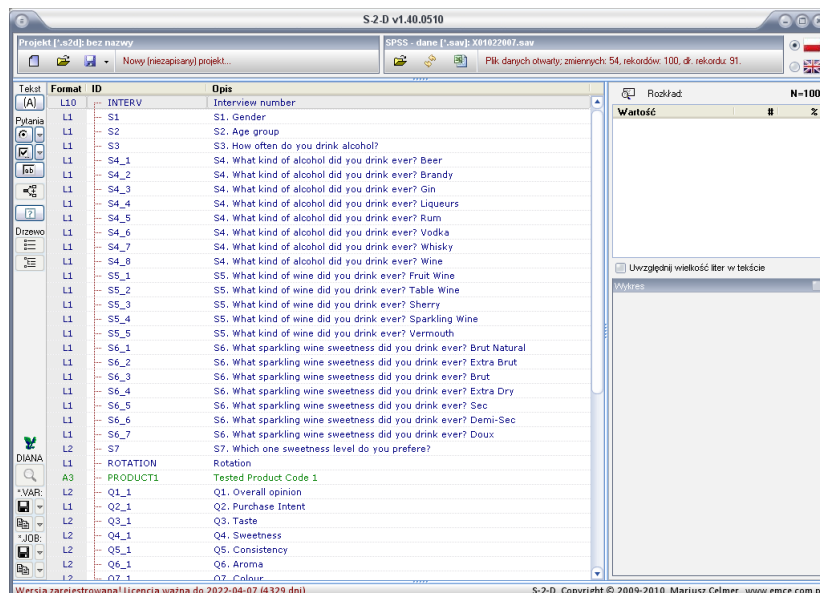 S-2-D v1.40.0510
Projekt [*.s2d]: bez nazwy
SPSS - dane [*.sav]: X01022007.sav
Nowy (niezapisany) projekt...
Plik danych otwarty; zmiennych: 54, rekordów: 100, dł. rekordu: 91.
Tekst
Format ID Opis
(A)
L10 INTERV Interview number
L1 S1 S1. Gender
Pytania
L1 S2 S2. Age group
L1 S3 S3. How often do you drink alcohol?
L1 S4_1 S4. What kind of alcohol did you drink ever? Beer
L1 S4_2 S4. What kind of alcohol did you drink ever? Brandy
ab
L1 S4_3 S4. What kind of alcohol did you drink ever? Gin
L1 S4_4 S4. What kind of alcohol did you drink ever? Liqueurs
L1 S4_5 S4. What kind of alcohol did you drink ever? Rum
?
L1 S4_6 S4. What kind of alcohol did you drink ever? Vodka
Drzewo
L1 S4_7 S4. What kind of alcohol did you drink ever? Whisky
L1 S4_8 S4. What kind of alcohol did you drink ever? Wine
L1 S5_1 S5. What kind of wine did you drink ever? Fruit Wine
L1 S5_2 S5. What kind of wine did you drink ever? Table Wine
L1 S5_3 S5. What kind of wine did you drink ever? Sherry
L1 S5_4 S5. What kind of wine did you drink ever? Sparkling Wine
L1 S5_5 S5. What kind of wine did you drink ever? Vermouth
L1 S6_1 S6. What sparkling wine sweetness did you drink ever? Brut Natural
L1 S6_2 S6. What sparkling wine sweetness did you drink ever? Extra Brut
L1 S6_3 S6. What sparkling wine sweetness did you drink ever? Brut
L1 S6_4 S6. What sparkling wine sweetness did you drink ever? Extra Dry
L1 S6_5 S6. What sparkling wine sweetness did you drink ever? Sec
L1 S6_6 S6. What sparkling wine sweetness did you drink ever? Demi-Sec
L1 S6_7 S6. What sparkling wine sweetness did you drink ever? Doux
L2 S7 S7. Which one sweetness level do you prefere?
DIANA
L1 ROTATION Rotation
A3 PRODUCT1 Tested Product Code 1
*.VAR:
L2 Q1_1 Q1. Overall opinion
L1 Q2_1 Q2. Purchase Intent
L2 Q3_1 Q3. Taste
*.JOB:
L2 Q4_1 Q4. Sweetness
L2 Q5_1 Q5. Consistency
L2 Q6_1 Q6. Aroma
L2 Q7_1 Q7. Colour
Rozkład: N=100
Wartość # %
Uwzględnij wielkość liter w tekście
Wykres
Wersja zarejestrowana! Licencja ważna do 2022-04-07 (4329 dni)
S-2-D, Copyright © 2009-2010, Mariusz Celmer, www.emce.com.pl